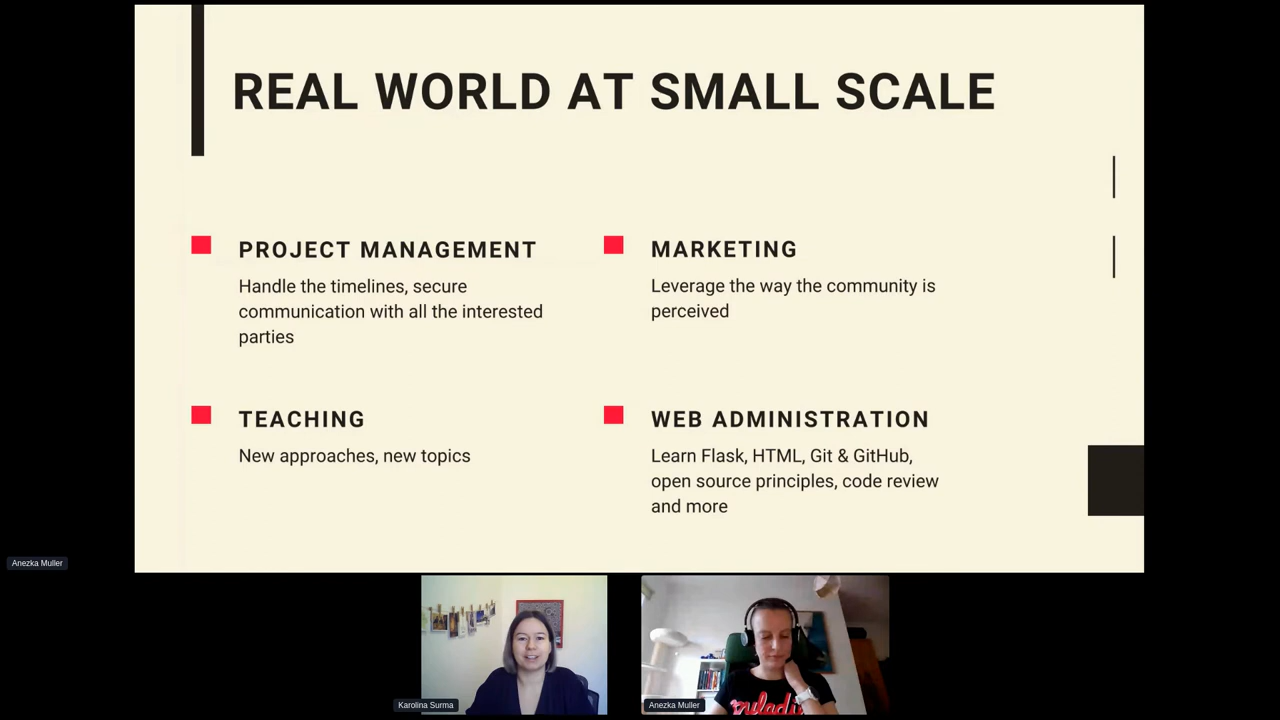 REAL WORLD AT SMALL SCALE
PROJECT MANAGEMENT
Handle the timelines, secure
communication with all the interested
parties
MARKETING
Leverage the way the community is
perceived
TEACHING
New approaches, new topics
WEB ADMINISTRATION
Learn Flask, HTML, Git & GitHub,
open source principles, code review
and more
Anezka Muller
Karolina Surma
Anezka Muller